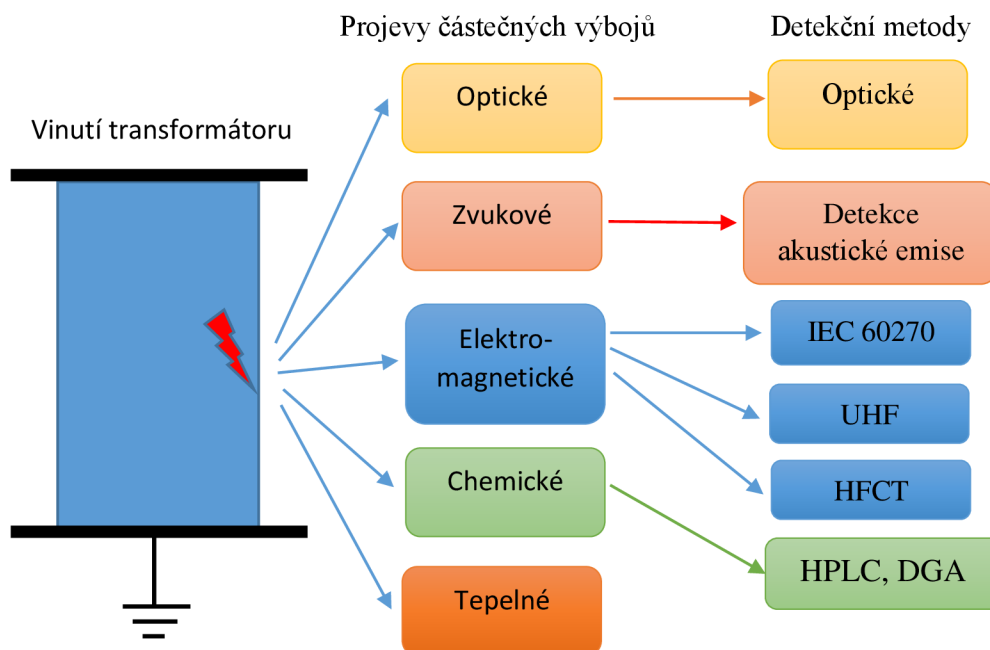 Projevy částečných výbojů
Detekční metody
Vinutí transformátoru
Optické
Optické
Zvukové
Detekce
akustické emise
Elektro-
magnetické
IEC 60270
UHF
HFCT
Chemické
HPLC, DGA
Tepelné